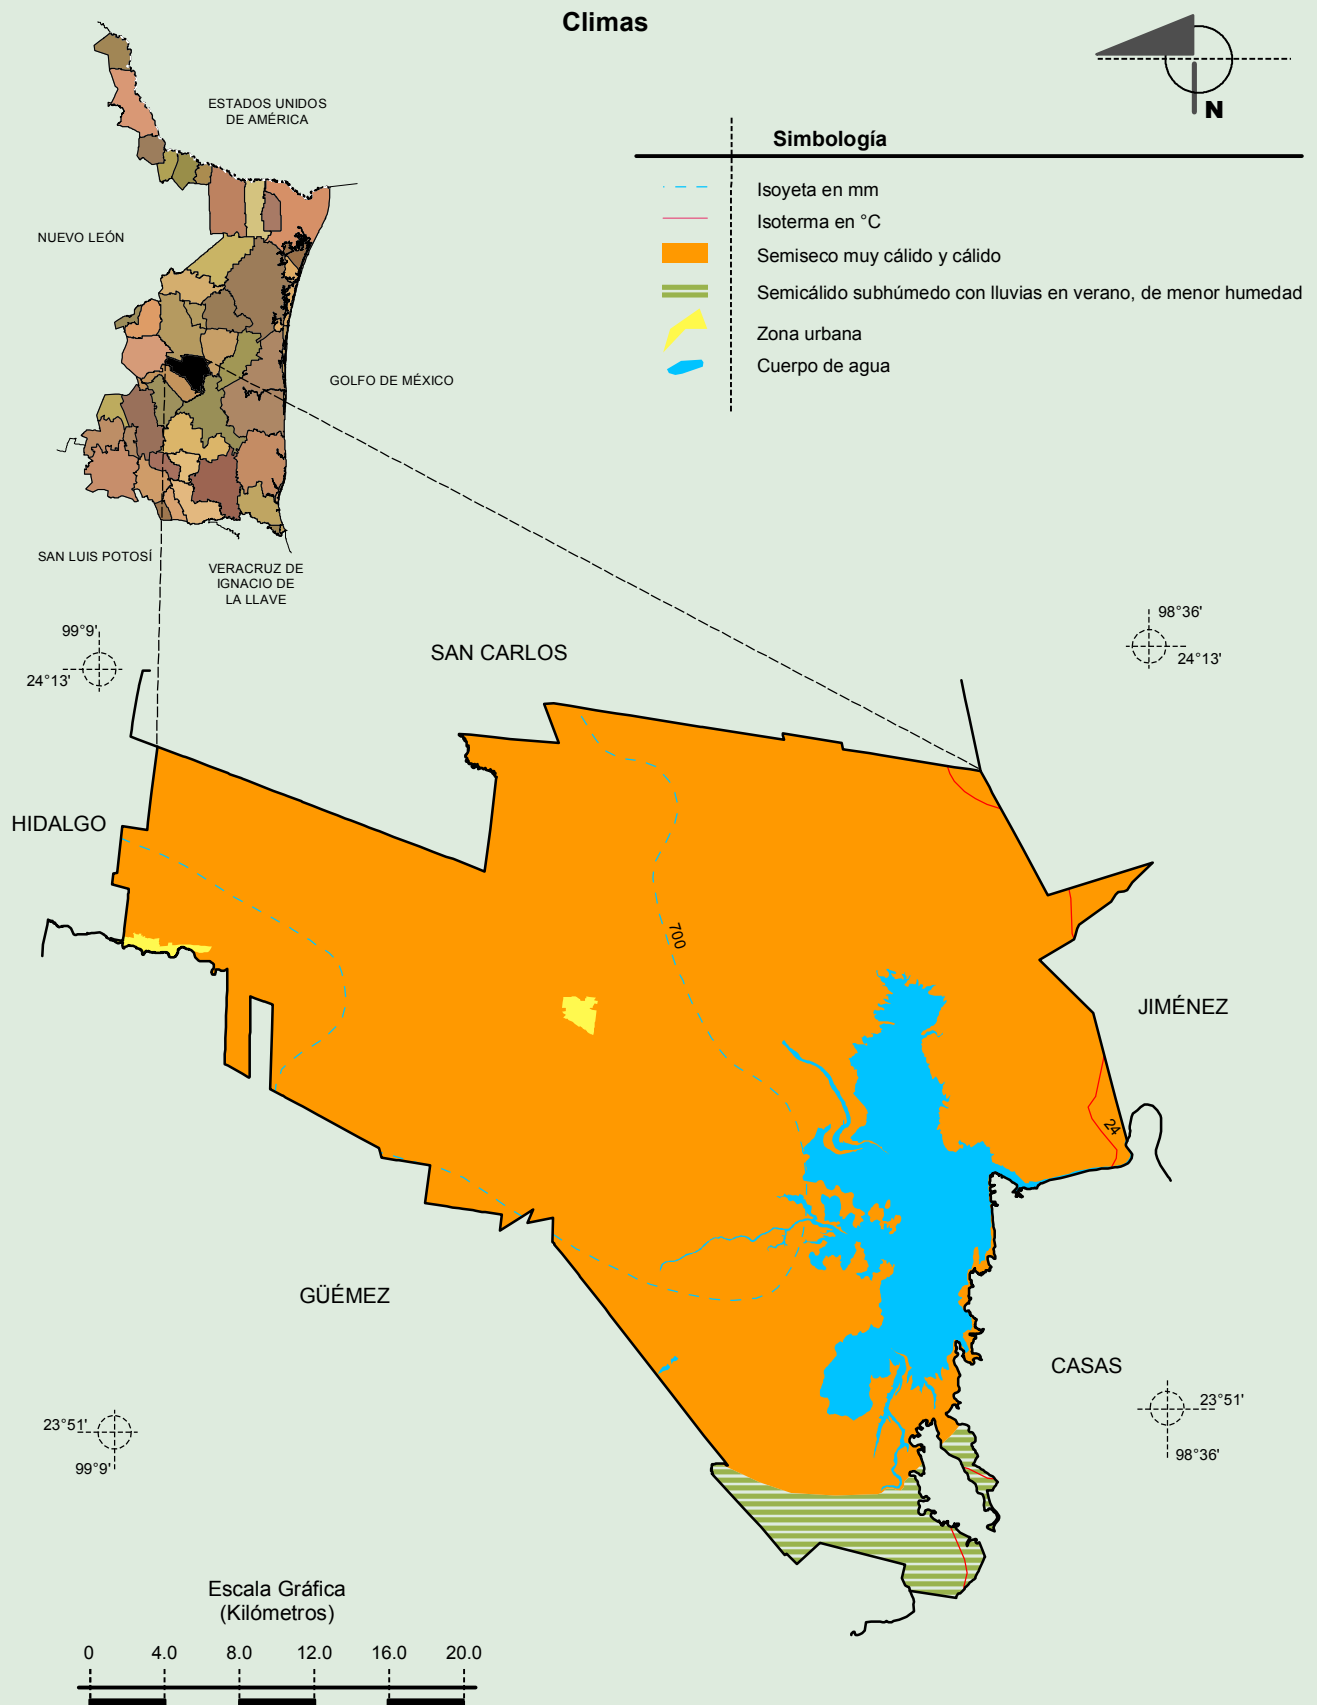 Climas
N
Simbología
Isoyeta en mm
Isoterma en °C
Semiseco muy cálido y cálido
Semicálido subhúmedo con lluvias en verano, de menor humedad
Zona urbana
Cuerpo de agua
ESTADOS UNIDOS
DE AMÉRICA
NUEVO LEÓN
GOLFO DE MÉXICO
SAN LUIS POTOSÍ
VERACRUZ DE
IGNACIO DE
LA LLAVE
99°9'
24°13'
98°36'
24°13'
SAN CARLOS
HIDALGO
700
JIMÉNEZ
24
GÜÉMEZ
CASAS
23°51'
99°9'
23°51'
98°36'
Escala Gráfica
(Kilómetros)
0 4.0 8.0 12.0 16.0 20.0